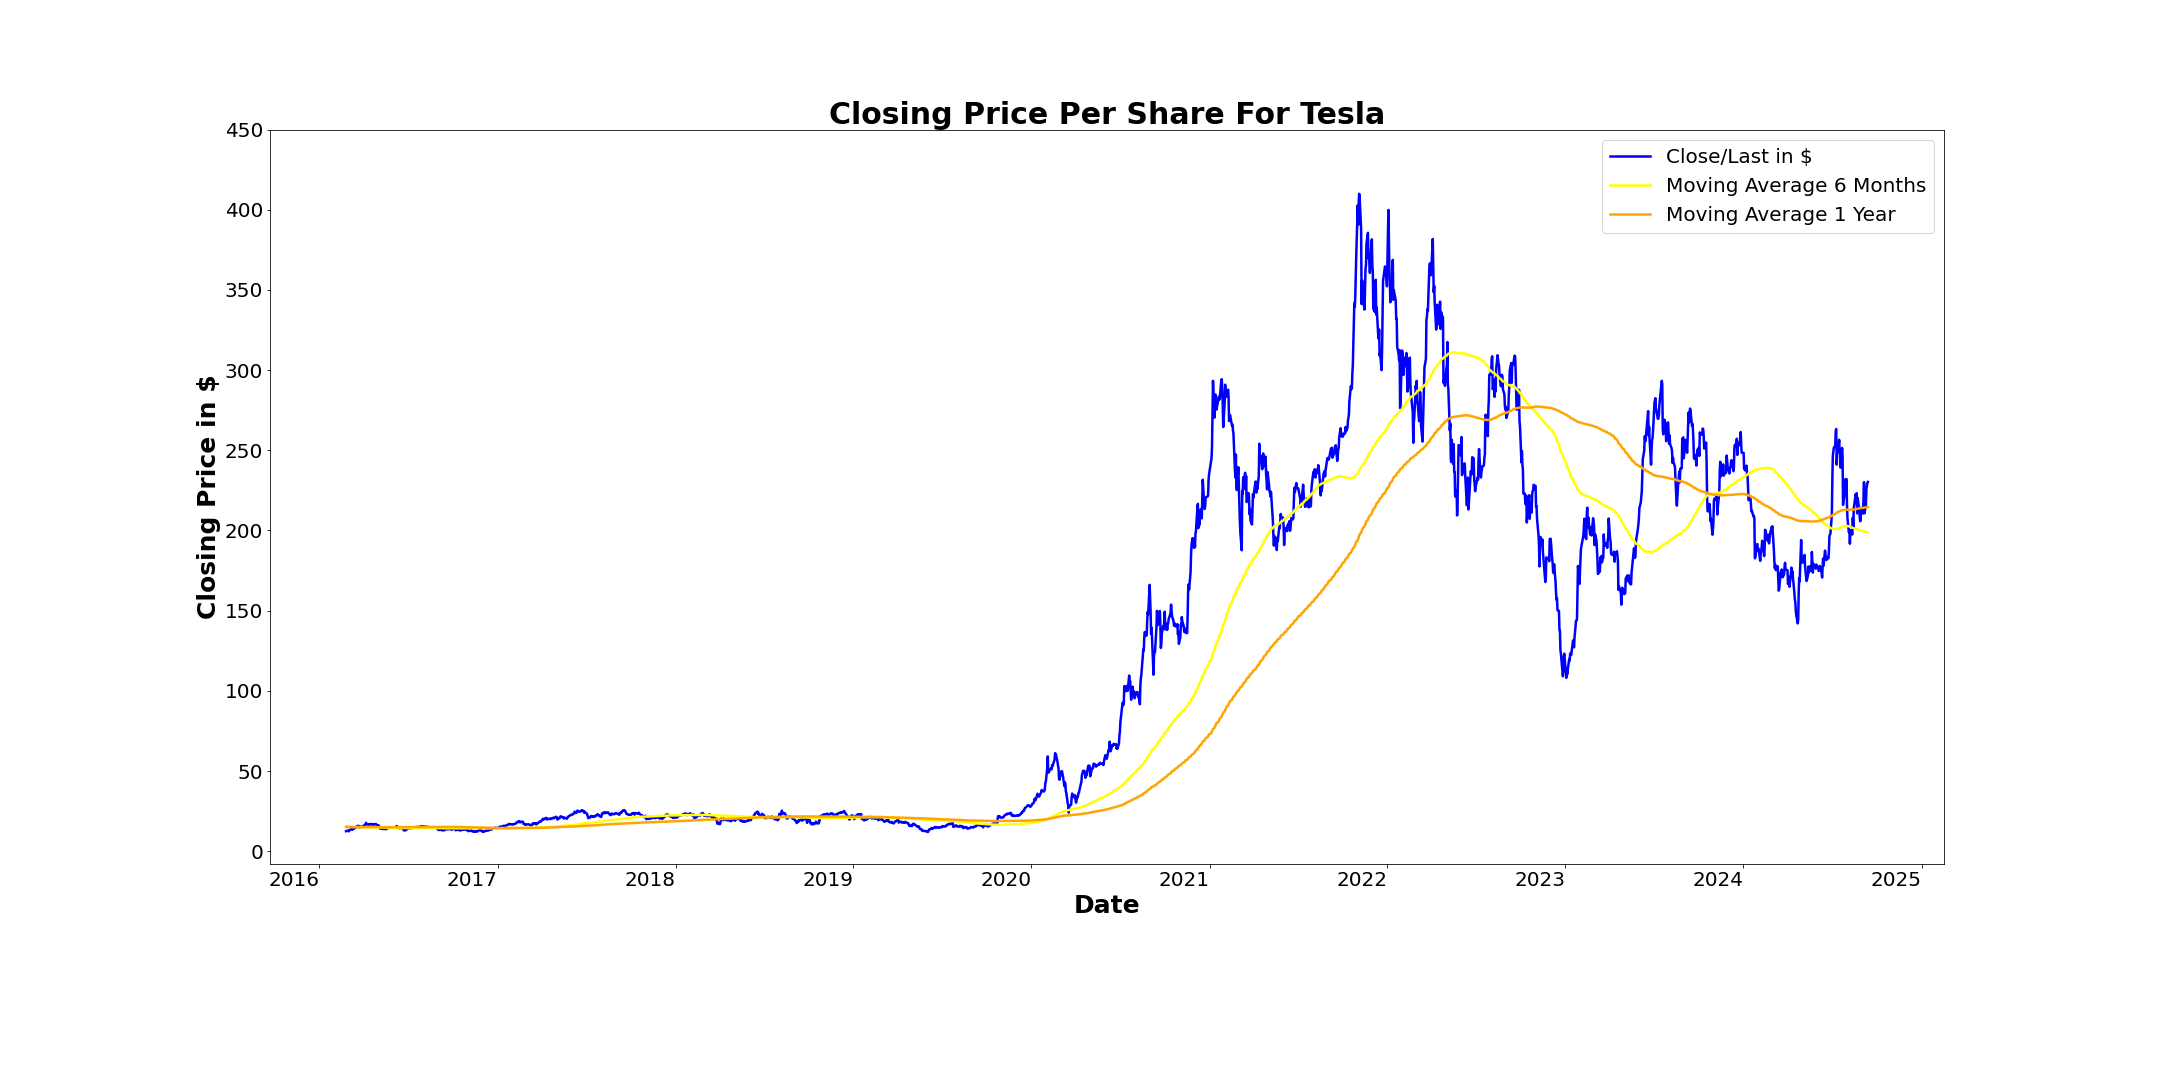 Closing Price Per Share For Tesla
450
400
350
300
250
200
150
100
50
0
Closing Price in $
Close/Last in $
Moving Average 6 Months
Moving Average 1 Year
2016 2017 2018 2019 2020 2021 2022 2023 2024 2025
Date